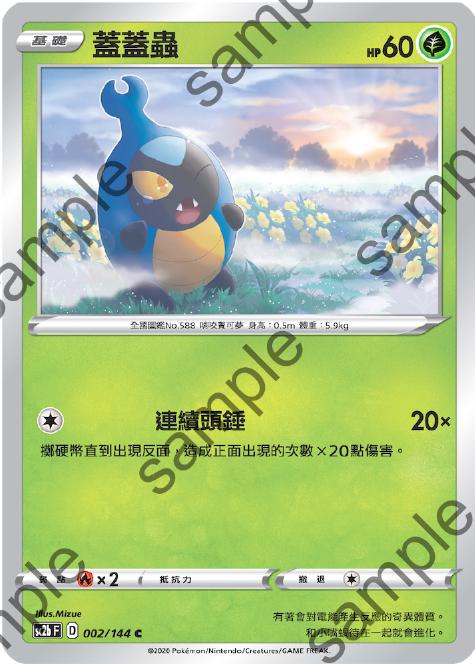 基礎 蓋蓋蟲 HP60
全國圖鑑No.588 啃咬寶可夢 身高：0.5m 體重：5.9kg
連續頭錘 20×
擲硬幣直到出現反面，造成正面出現的次數×20點傷害。
弱點 ×2 抵抗力 撤退
Illus.Mizue
sc2b F D 002/144 C
有著會對電能產生反應的奇異體質。
和小嘴蝸待在一起就會進化。
©2020 Pokémon/Nintendo/Creatures/GAME FREAK.
sample
sample
sample
sample
sample
sample
sample
sample